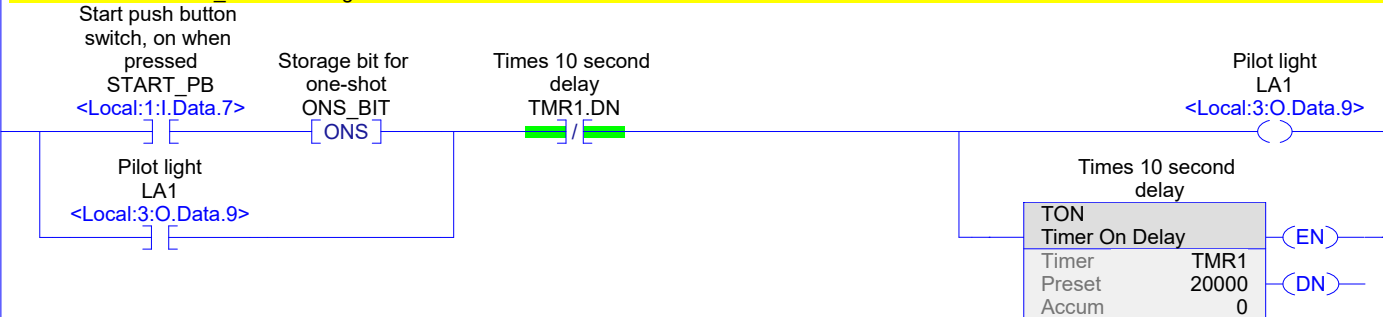 Start push button
switch, on when
pressed
START_PB
<Local:1:I.Data.7>
Storage bit for
one-shot
ONS_BIT
ONS
Times 10 second
delay
TMR1.DN
/
Pilot light
LA1
<Local:3:O.Data.9>
Pilot light
LA1
<Local:3:O.Data.9>
Times 10 second
delay
TON
Timer On Delay
Timer TMR1
Preset 20000
Accum 0
EN
DN